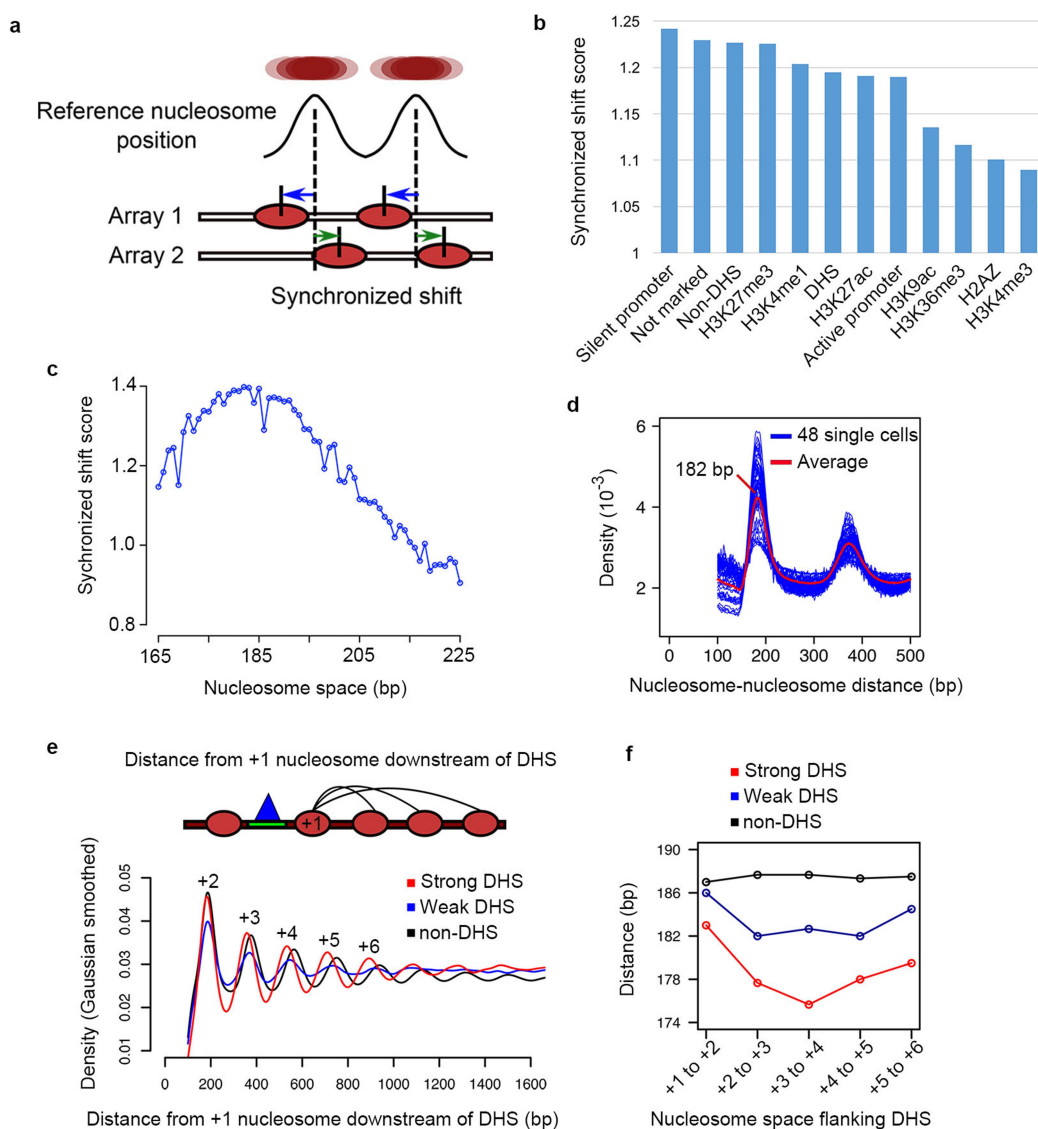 a
Reference nucleosome
position
Array 1
Array 2
Synchronized shift
b
Synchronized shift score
1.25
1.2
1.15
1.1
1.05
1
Silent promoter
Not marked
Non-DHS
H3K27me3
H3K4me1
DHS
H3K27ac
Active promoter
H3K9ac
H3K36me3
H2AZ
H3K4me3
c
Sychronized shift score
1.4
1.2
1.0
0.8
165 185 205 225
Nucleosome space (bp)
d
Density (10-3)
6
4
2
48 single cells
Average
182 bp
0 100 200 300 400 500
Nucleosome-nucleosome distance (bp)
e
Distance from +1 nucleosome downstream of DHS
+1
Density (Gaussian smoothed)
0.05
0.04
0.03
0.02
0.01
+2
+3
+4
+5
+6
Strong DHS
Weak DHS
non-DHS
0 200 400 600 800 1000 1200 1400 1600
Distance from +1 nucleosome downstream of DHS (bp)
f
Strong DHS
Weak DHS
non-DHS
Distance (bp)
190
186
182
178
174
+1 to +2
+2 to +3
+3 to +4
+4 to +5
+5 to +6
Nucleosome space flanking DHS